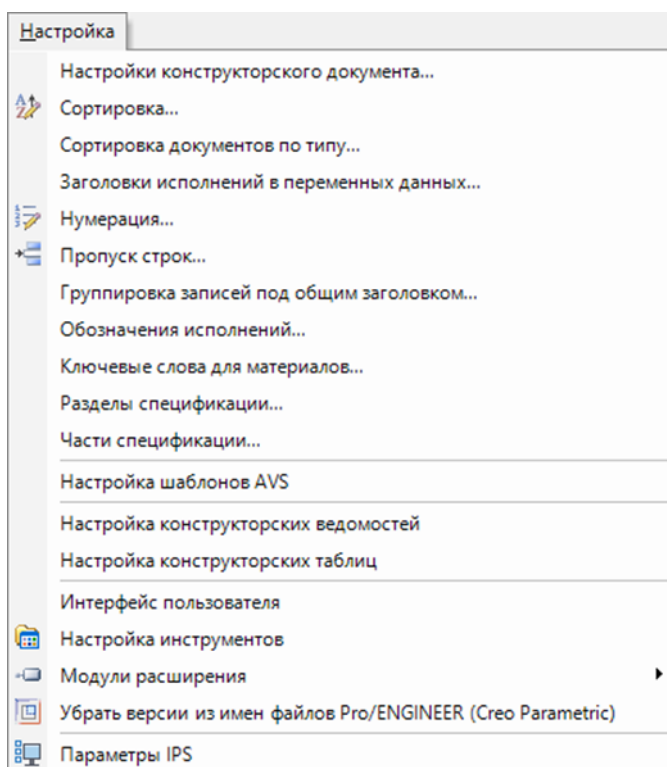 Настройка
Настройки конструкторского документа...
Сортировка...
Сортировка документов по типу...
Заголовки исполнений в переменных данных...
Нумерация...
Пропуск строк...
Группировка записей под общим заголовком...
Обозначения исполнений...
Ключевые слова для материалов...
Разделы спецификации...
Части спецификации...
Настройка шаблонов AVS
Настройка конструкторских ведомостей
Настройка конструкторских таблиц
Интерфейс пользователя
Настройка инструментов
Модули расширения
Убрать версии из имен файлов Pro/ENGINEER (Creo Parametric)
Параметры IPS